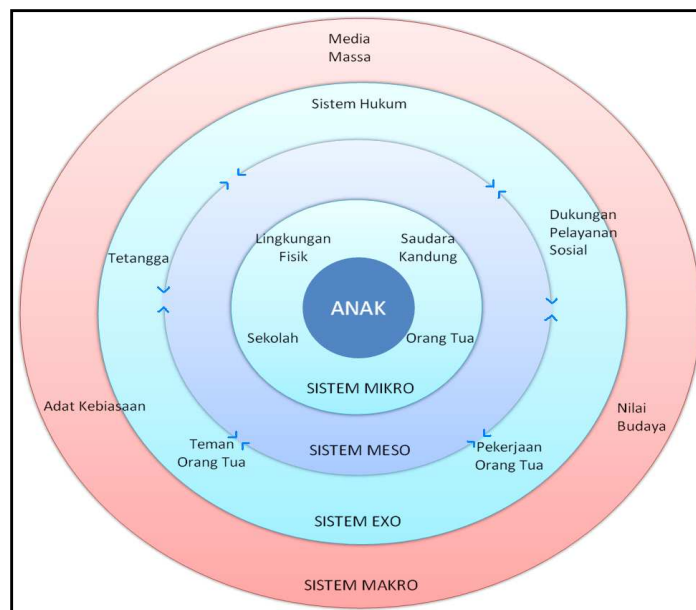 Media
Massa
Sistem Hukum
Dukungan
Pelayanan
Sosial
Tetangga
Lingkungan
Fisik
Saudara
Kandung
ANAK
Sekolah
Orang Tua
SISTEM MIKRO
Adat Kebiasaan
Nilai
Budaya
Teman
Orang Tua
SISTEM MESO
Pekerjaan
Orang Tua
SISTEM EXO
SISTEM MAKRO